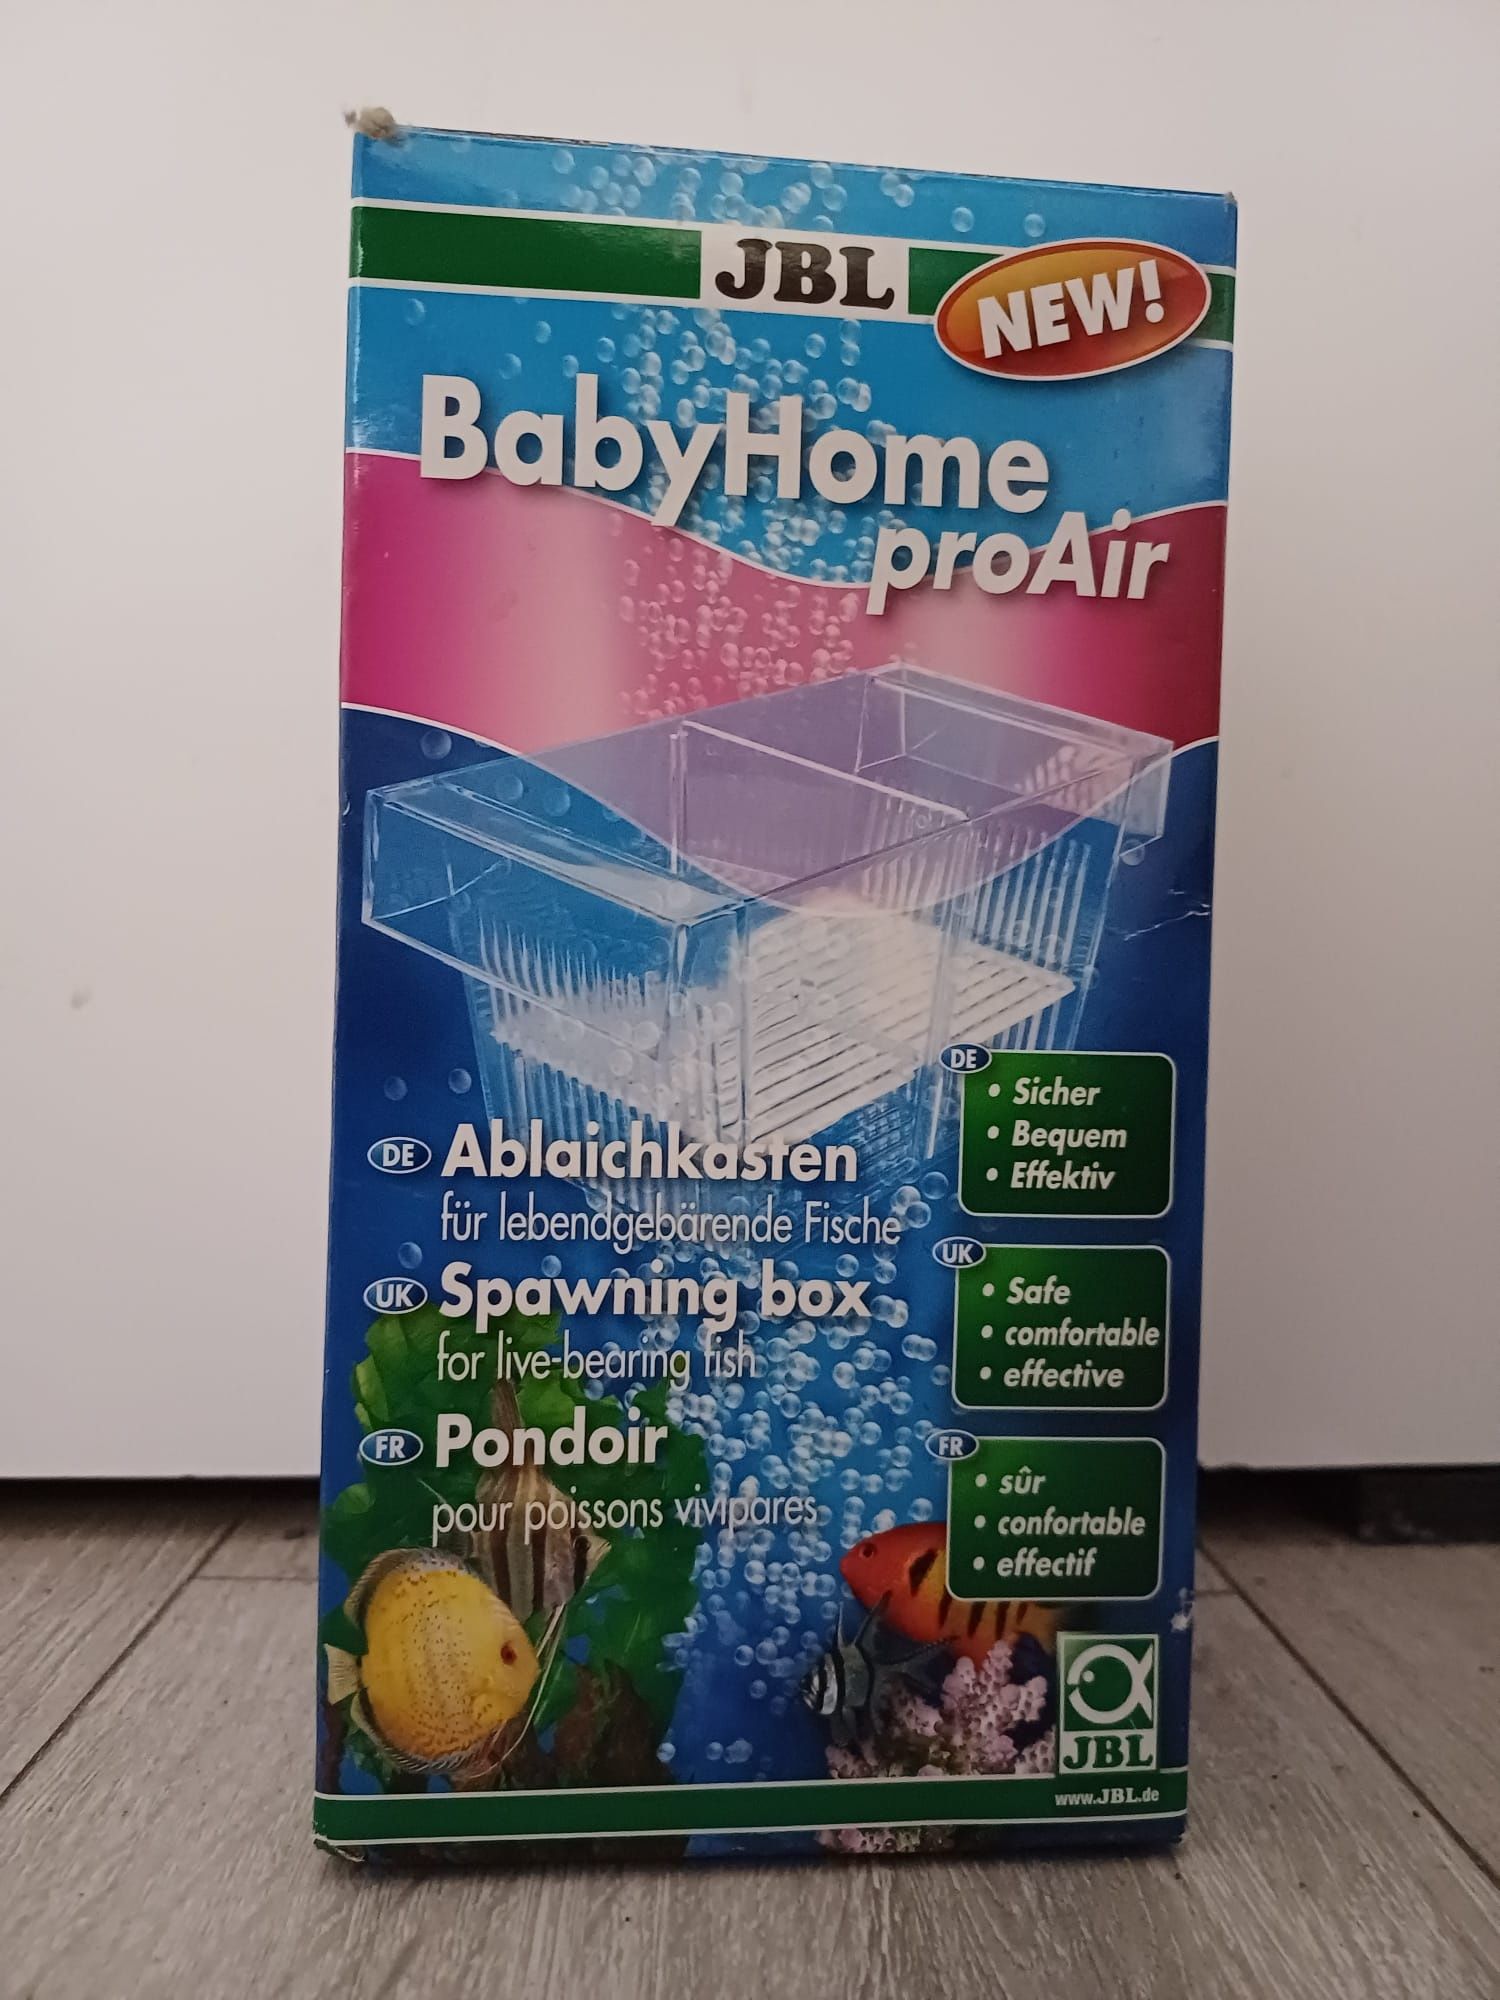 JBL
NEW!
BabyHome
proAir
DE Ablaichkasten
für lebendgebärende Fische
UK Spawning box
for live-bearing fish
FR Pondoir
pour poissons vivipares
DE
• Sicher
• Bequem
• Effektiv
UK
• Safe
• comfortable
• effective
FR
• sûr
• confortable
• effectif
JBL
www.JBL.de